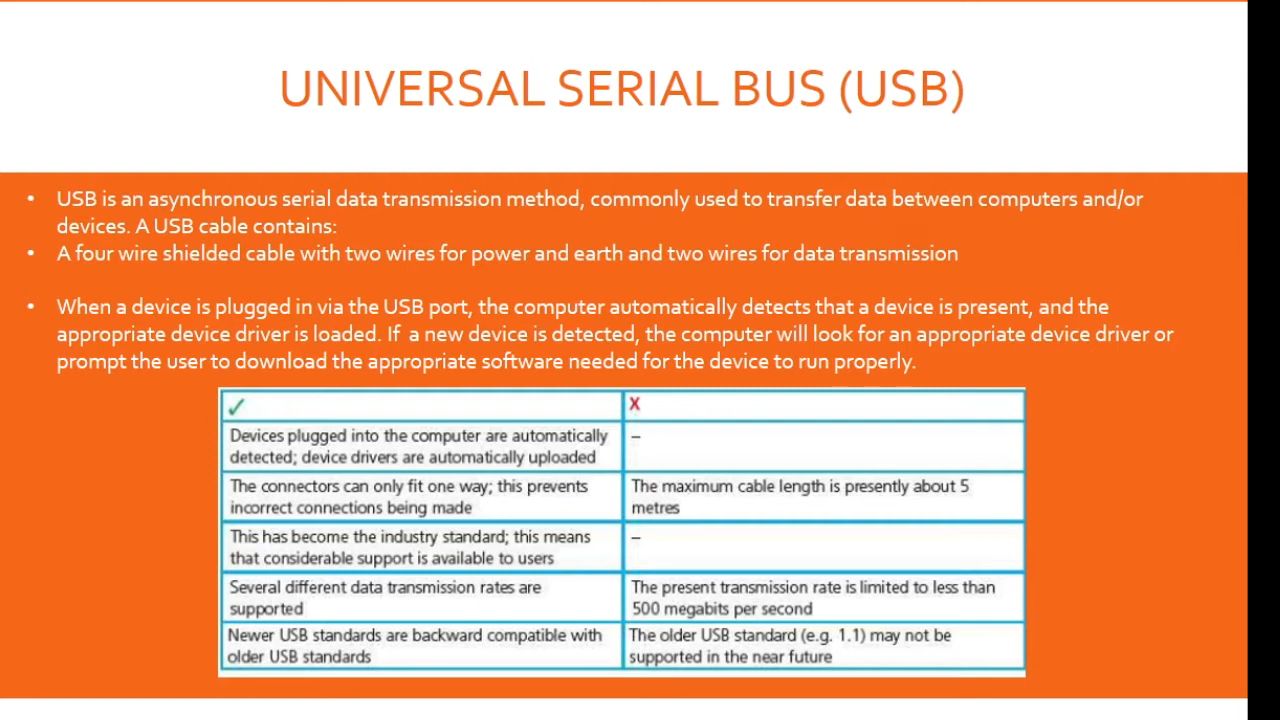 UNIVERSAL SERIAL BUS (USB)
• USB is an asynchronous serial data transmission method, commonly used to transfer data between computers and/or
devices. A USB cable contains:
• A four wire shielded cable with two wires for power and earth and two wires for data transmission
• When a device is plugged in via the USB port, the computer automatically detects that a device is present, and the
appropriate device driver is loaded. If a new device is detected, the computer will look for an appropriate device driver or
prompt the user to download the appropriate software needed for the device to run properly.
✓ X
Devices plugged into the computer are automatically
detected; device drivers are automatically uploaded
–
The connectors can only fit one way; this prevents
incorrect connections being made
The maximum cable length is presently about 5
metres
This has become the industry standard; this means
that considerable support is available to users
–
Several different data transmission rates are
supported
The present transmission rate is limited to less than
500 megabits per second
Newer USB standards are backward compatible with
older USB standards
The older USB standard (e.g. 1.1) may not be
supported in the near future